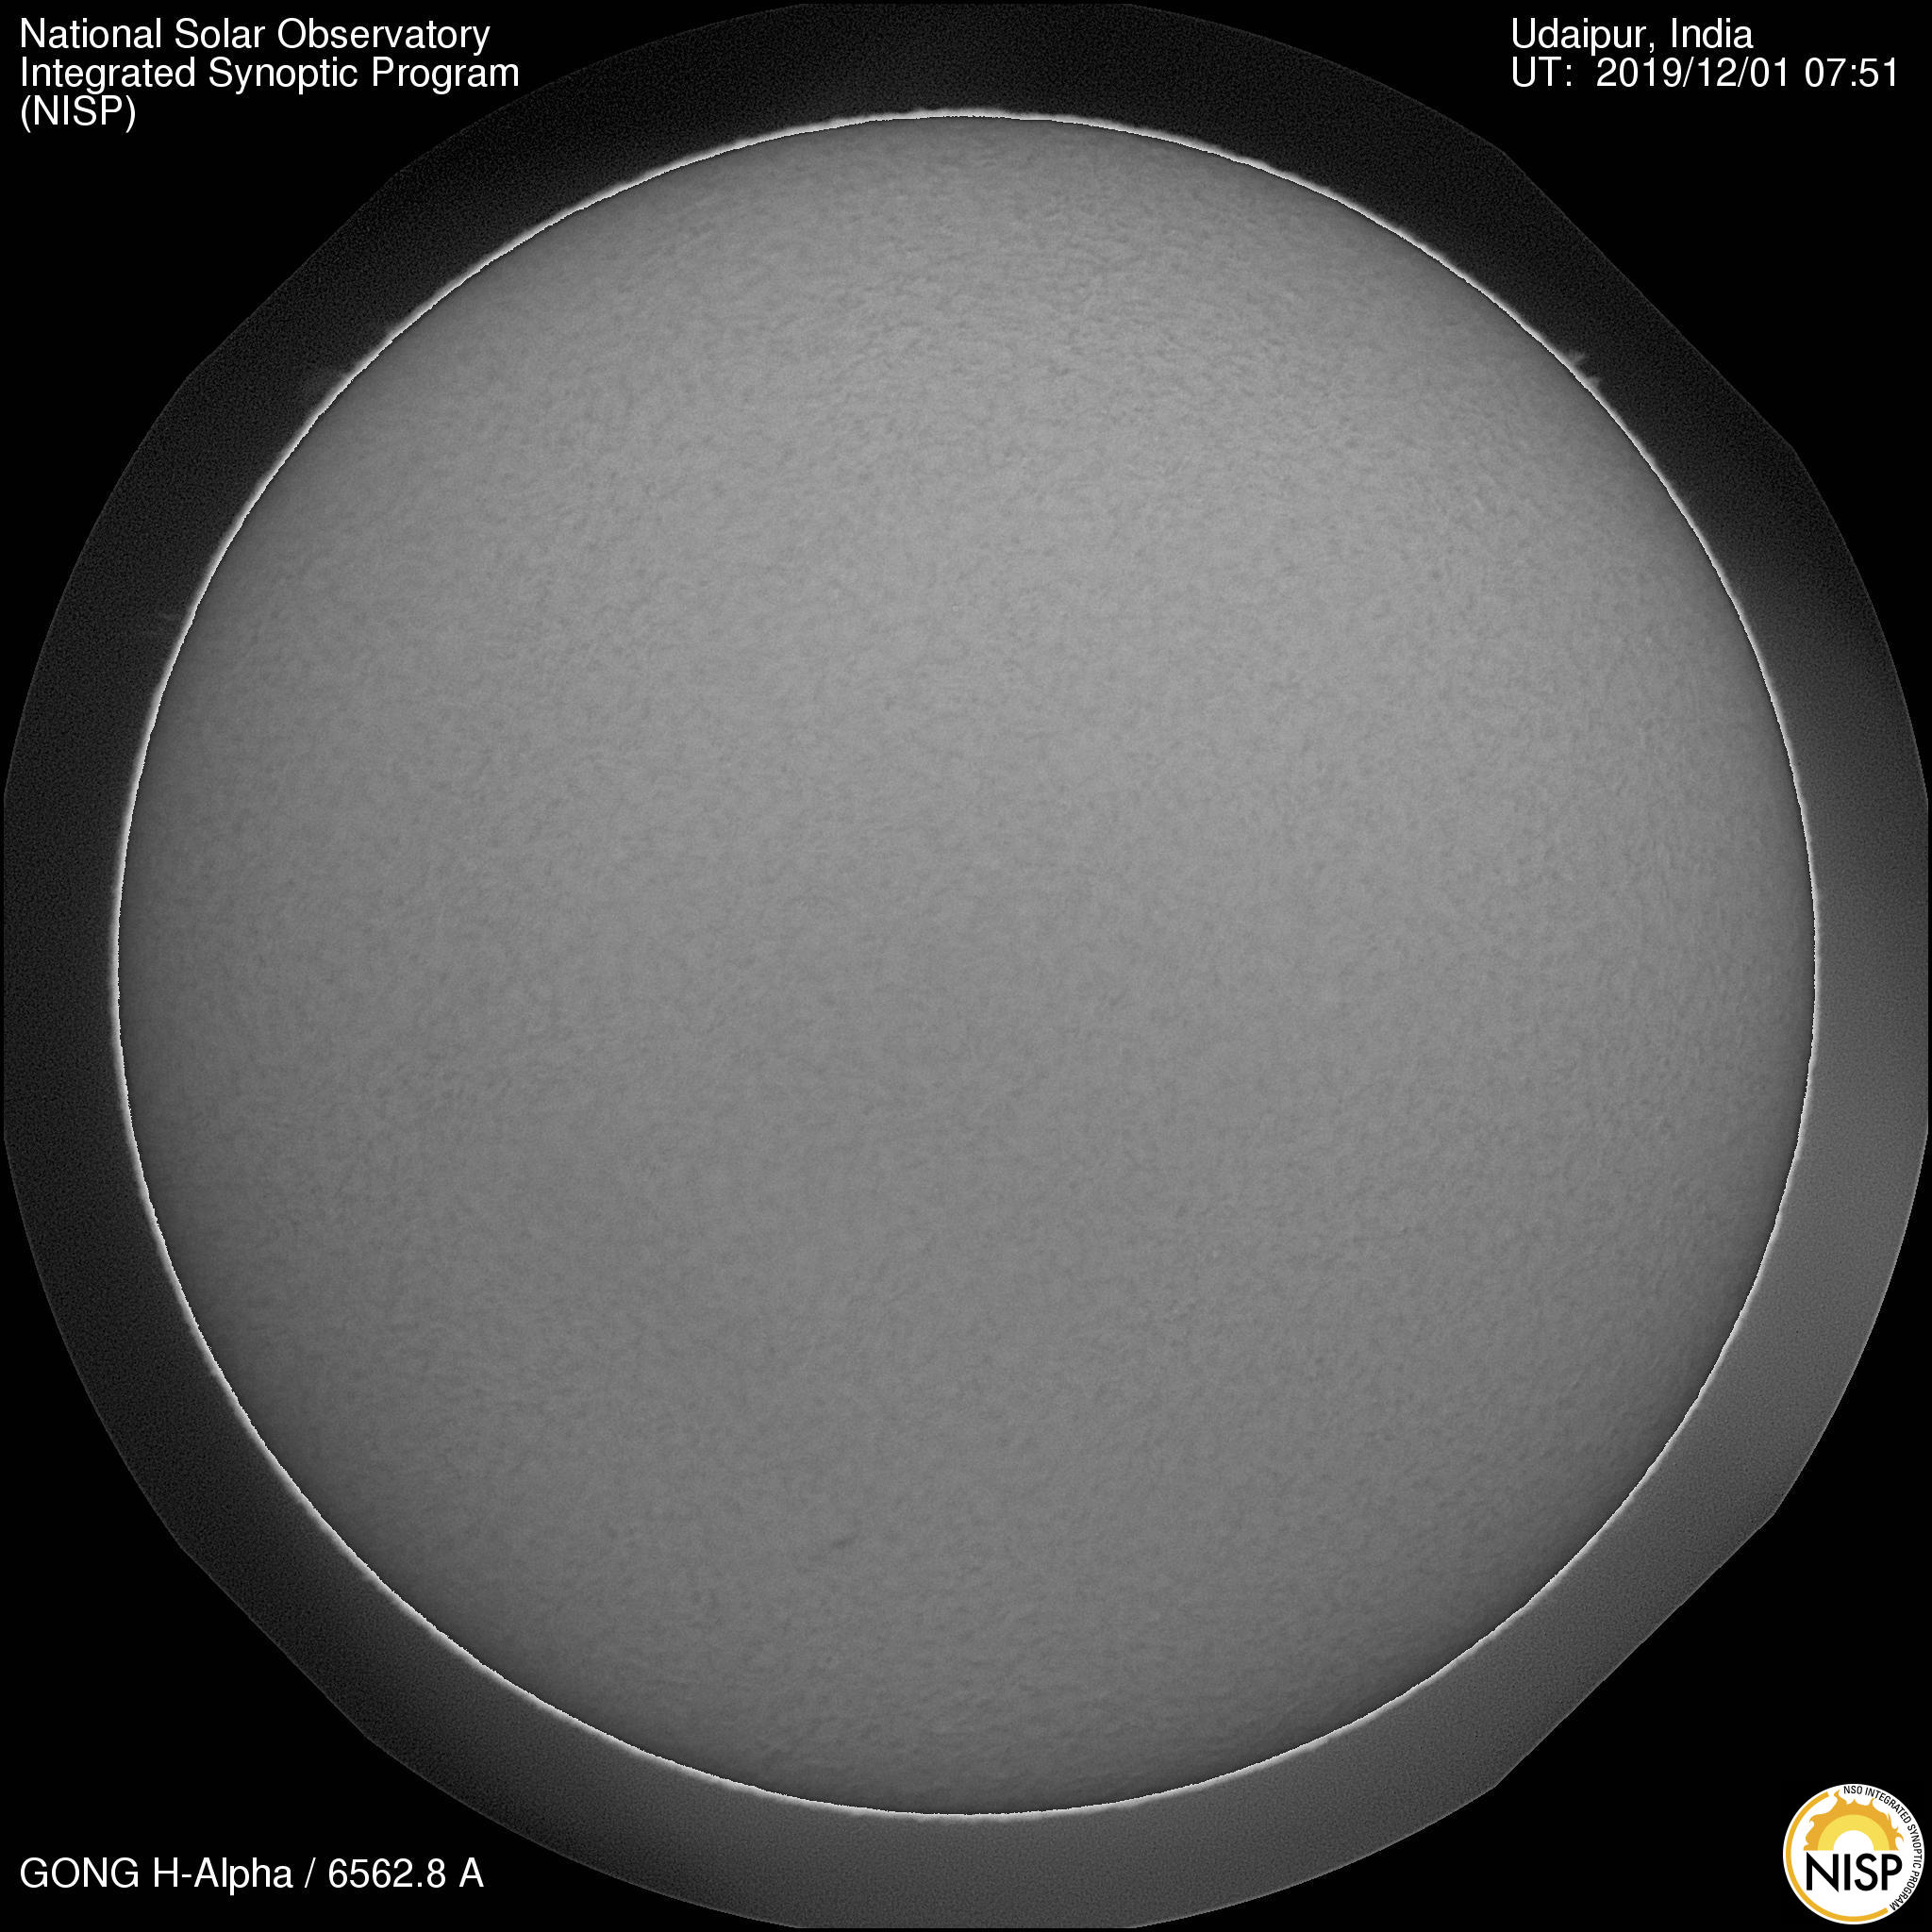 National Solar Observatory
Integrated Synoptic Program
(NISP)
Udaipur, India
UT: 2019/12/01 07:51
GONG H-Alpha / 6562.8 A
NSO INTEGRATED SYNOPTIC PROGRAM
NISP